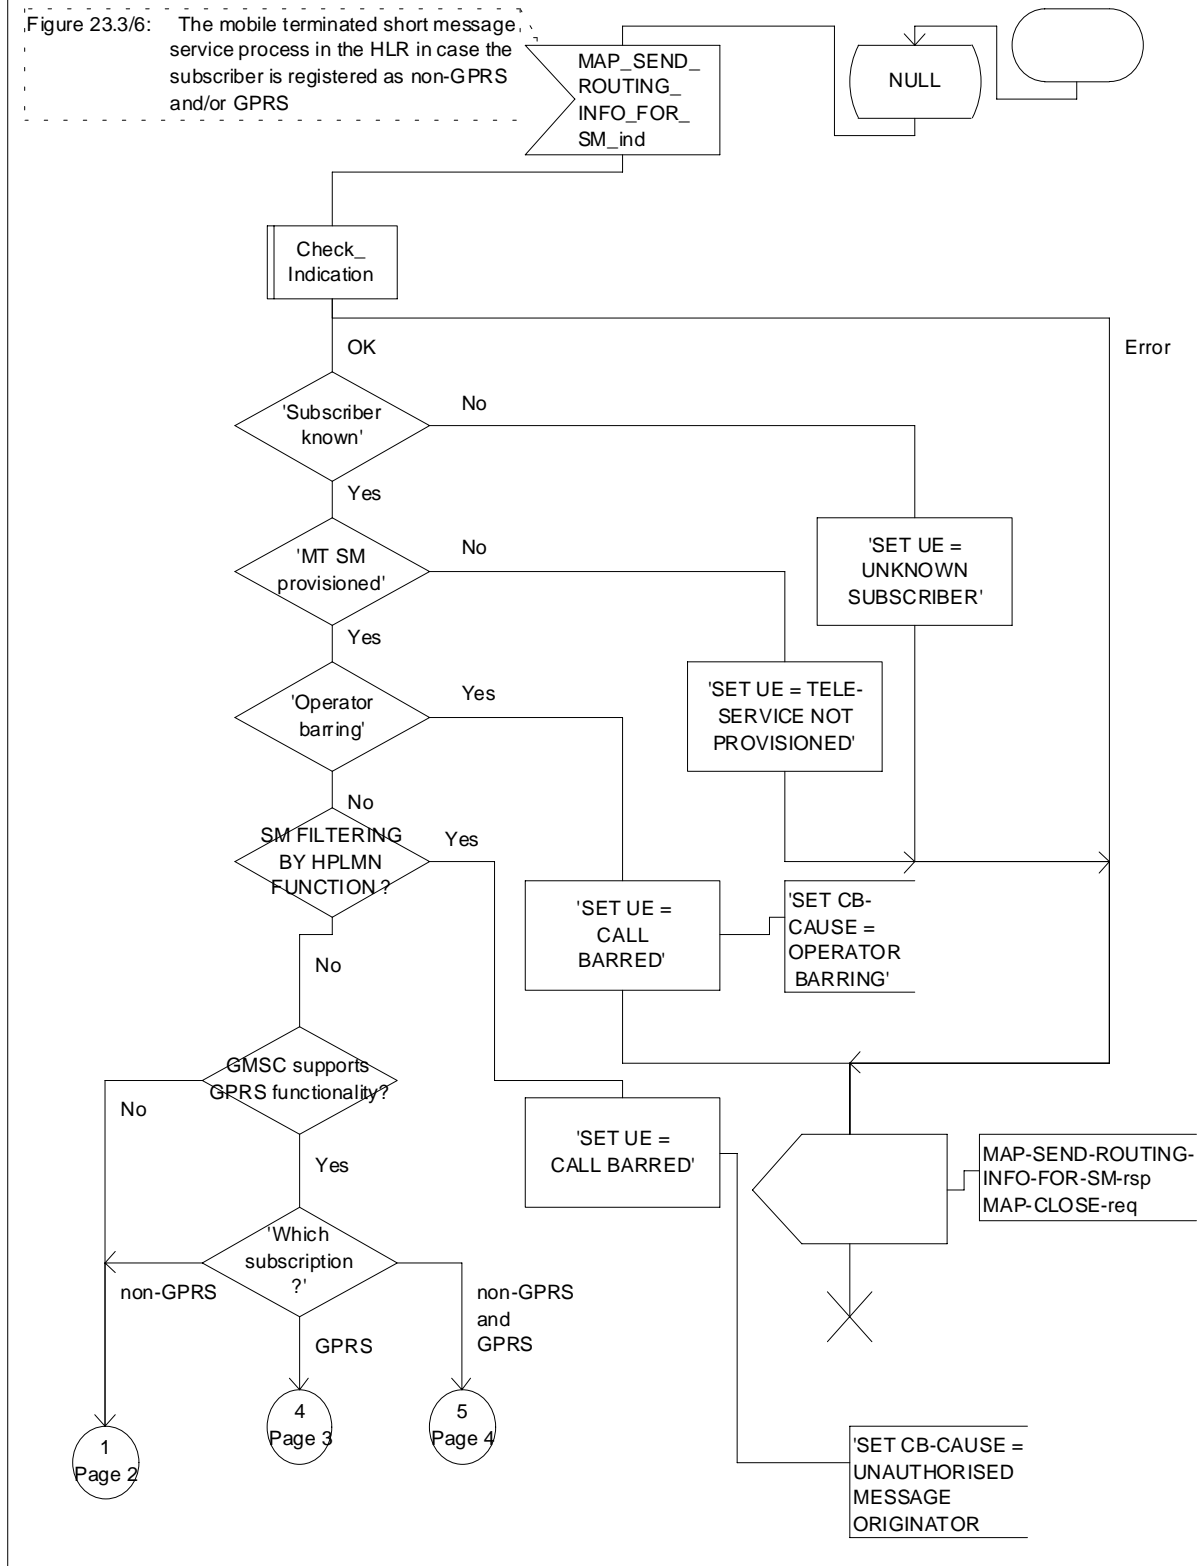 Figure 23.3/6: The mobile terminated short message
service process in the HLR in case the
subscriber is registered as non-GPRS
and/or GPRS
MAP_SEND_
ROUTING_
INFO_FOR_
SM_ind
NULL
Check_
Indication
OK
Error
'Subscriber
known'
No
Yes
'SET UE =
UNKNOWN
SUBSCRIBER'
'MT SM
provisioned'
No
Yes
'SET UE = TELE-
SERVICE NOT
PROVISIONED'
'Operator
barring'
Yes
No
SM FILTERING
BY HPLMN
FUNCTION ?
Yes
No
'SET UE =
CALL
BARRED'
'SET CB-
CAUSE =
OPERATOR
BARRING'
GMSC supports
GPRS functionality?
No
Yes
'SET UE =
CALL BARRED'
MAP-SEND-ROUTING-
INFO-FOR-SM-rsp
MAP-CLOSE-req
'Which
subscription
?'
non-GPRS
GPRS
non-GPRS
and
GPRS
1
Page 2
4
Page 3
5
Page 4
'SET CB-CAUSE =
UNAUTHORISED
MESSAGE
ORIGINATOR